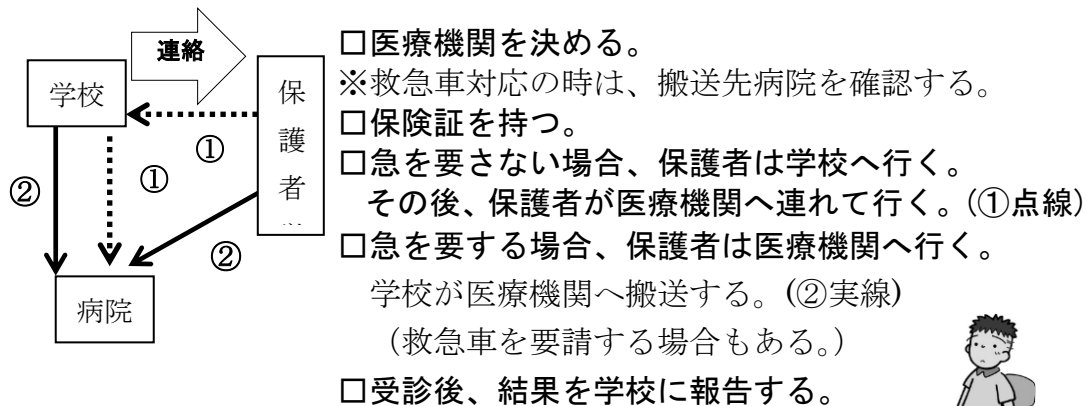 連絡
学校
保護者
①
①
②
②
病院
□医療機関を決める。
※救急車対応の時は、搬送先病院を確認する。
□保険証を持つ。
□急を要さない場合、保護者は学校へ行く。
その後、保護者が医療機関へ連れて行く。(①点線)
□急を要する場合、保護者は医療機関へ行く。
学校が医療機関へ搬送する。(②実線)
（救急車を要請する場合もある。）
□受診後、結果を学校に報告する。